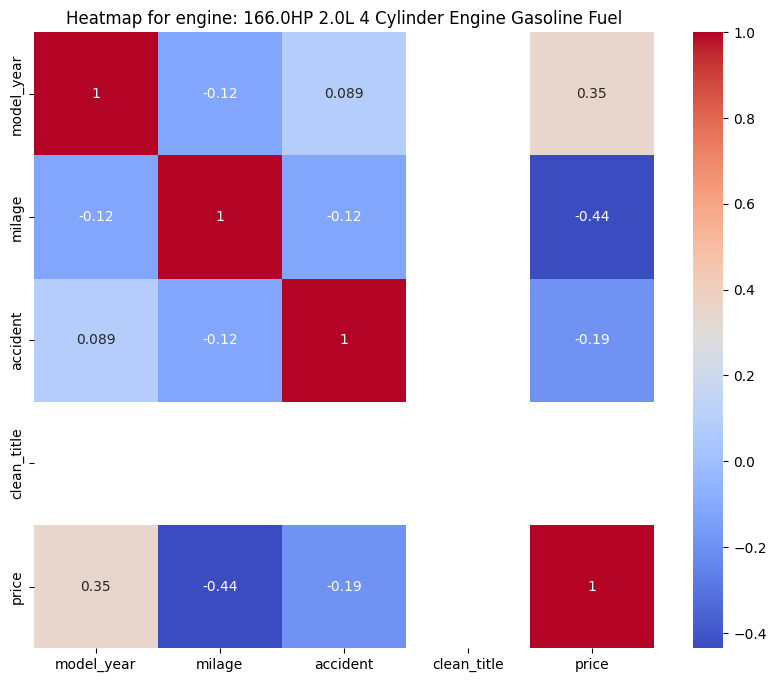 Heatmap for engine: 166.0HP 2.0L 4 Cylinder Engine Gasoline Fuel
model_year
1
-0.12
0.089
0.35
milage
-0.12
1
-0.12
-0.44
accident
0.089
-0.12
1
-0.19
clean_title
price
0.35
-0.44
-0.19
1
model_year
milage
accident
clean_title
price
1.0
0.8
0.6
0.4
0.2
0.0
−0.2
−0.4